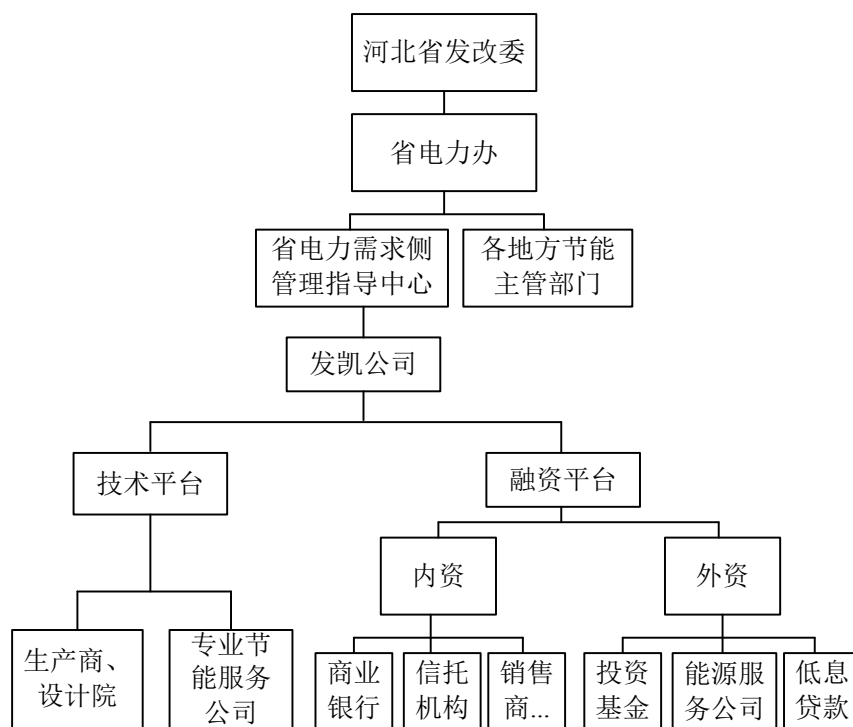 河北省发改委
省电力办
省电力需求侧
管理指导中心
各地方节能
主管部门
发凯公司
技术平台
融资平台
内资
外资
生产商、
设计院
专业节
能服务
公司
商业
银行
信托
机构
销售
商...
投资
基金
能源服
务公司
低息
贷款